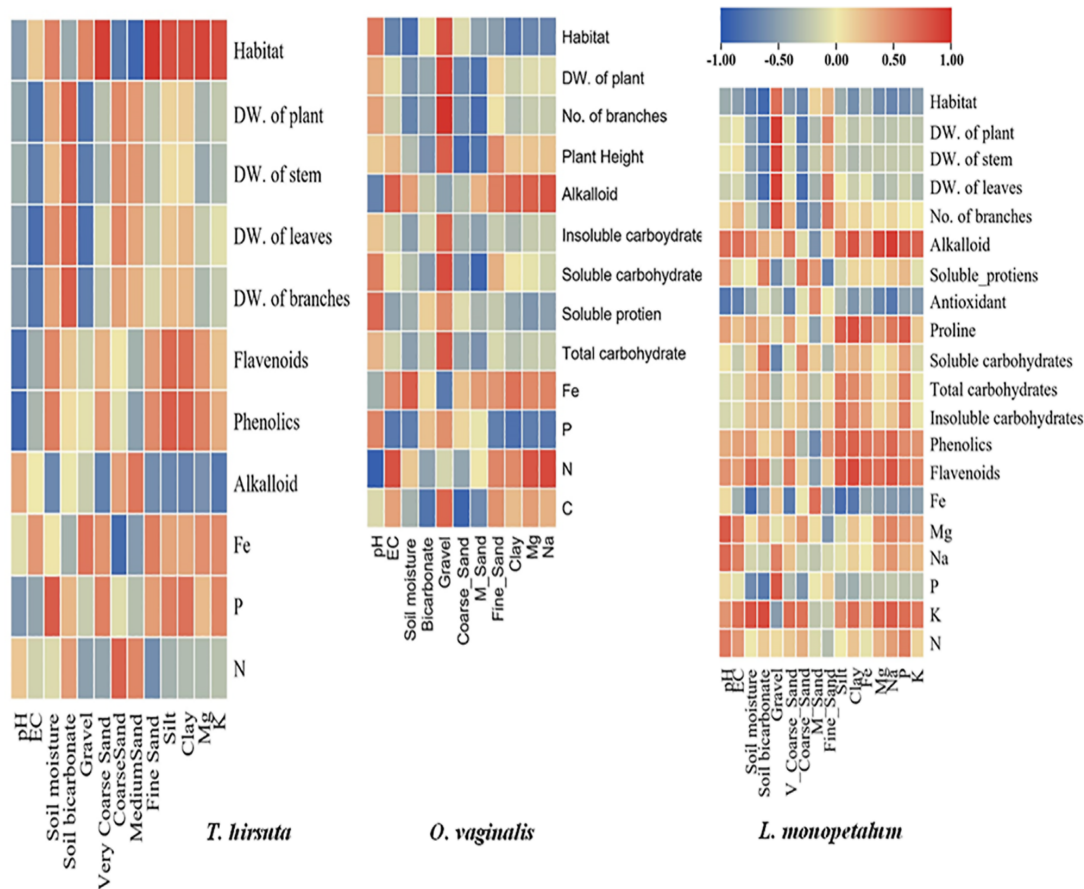 -1.00 -0.50 0.00 0.50 1.00
Habitat
DW. of plant
DW. of stem
DW. of leaves
DW. of branches
Flavenoids
Phenolics
Alkalloid
Fe
P
N
pH
EC
Soil moisture
Soil bicarbonate
Gravel
Very Coarse Sand
CoarseSand
MediumSand
Fine Sand
Silt
Clay
Mg
K
T. hirsuta
Habitat
DW. of plant
No. of branches
Plant Height
Alkalloid
Insoluble carboydrate
Soluble carbohydrate
Soluble protien
Total carbohydrate
Fe
P
N
C
pH
EC
Soil moisture
Bicarbonate
Gravel
Coarse_Sand
M_Sand
Fine_Sand
Clay
Mg
Na
O. vaginalis
Habitat
DW. of plant
DW. of stem
DW. of leaves
No. of branches
Alkalloid
Soluble_protiens
Antioxidant
Proline
Soluble carbohydrates
Total carbohydrates
Insoluble carbohydrates
Phenolics
Flavenoids
Fe
Mg
Na
P
K
N
pH
EC
Soil moisture
Soil bicarbonate
Gravel
V_Coarse_Sand
Coarse_Sand
M_Sand
Fine_Sand
Silt
Clay
Fe
Mg
Na
P
K
L. monopetalum